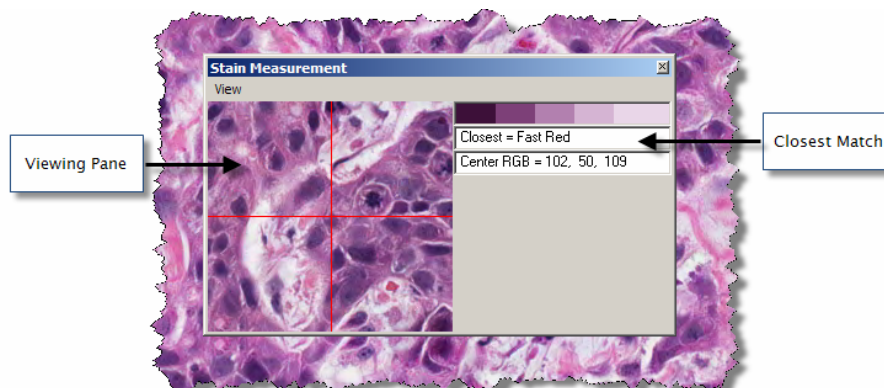 Stain Measurement
View
Viewing Pane
Closest = Fast Red
Closest Match
Center RGB = 102, 50, 109